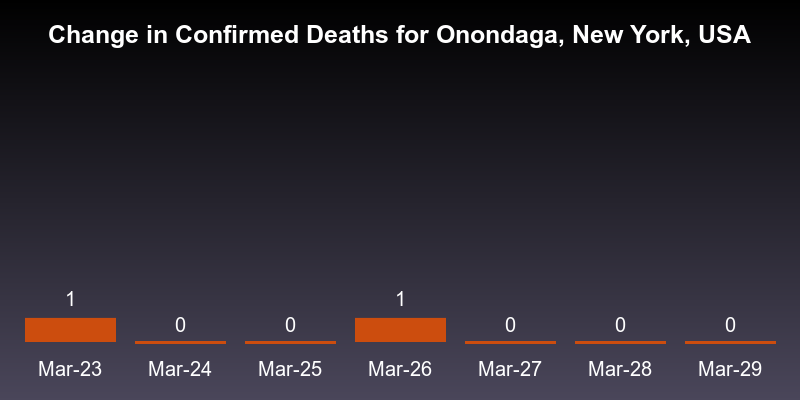 Change in Confirmed Deaths for Onondaga, New York, USA
1 0 0 1 0 0 0
Mar-23 Mar-24 Mar-25 Mar-26 Mar-27 Mar-28 Mar-29